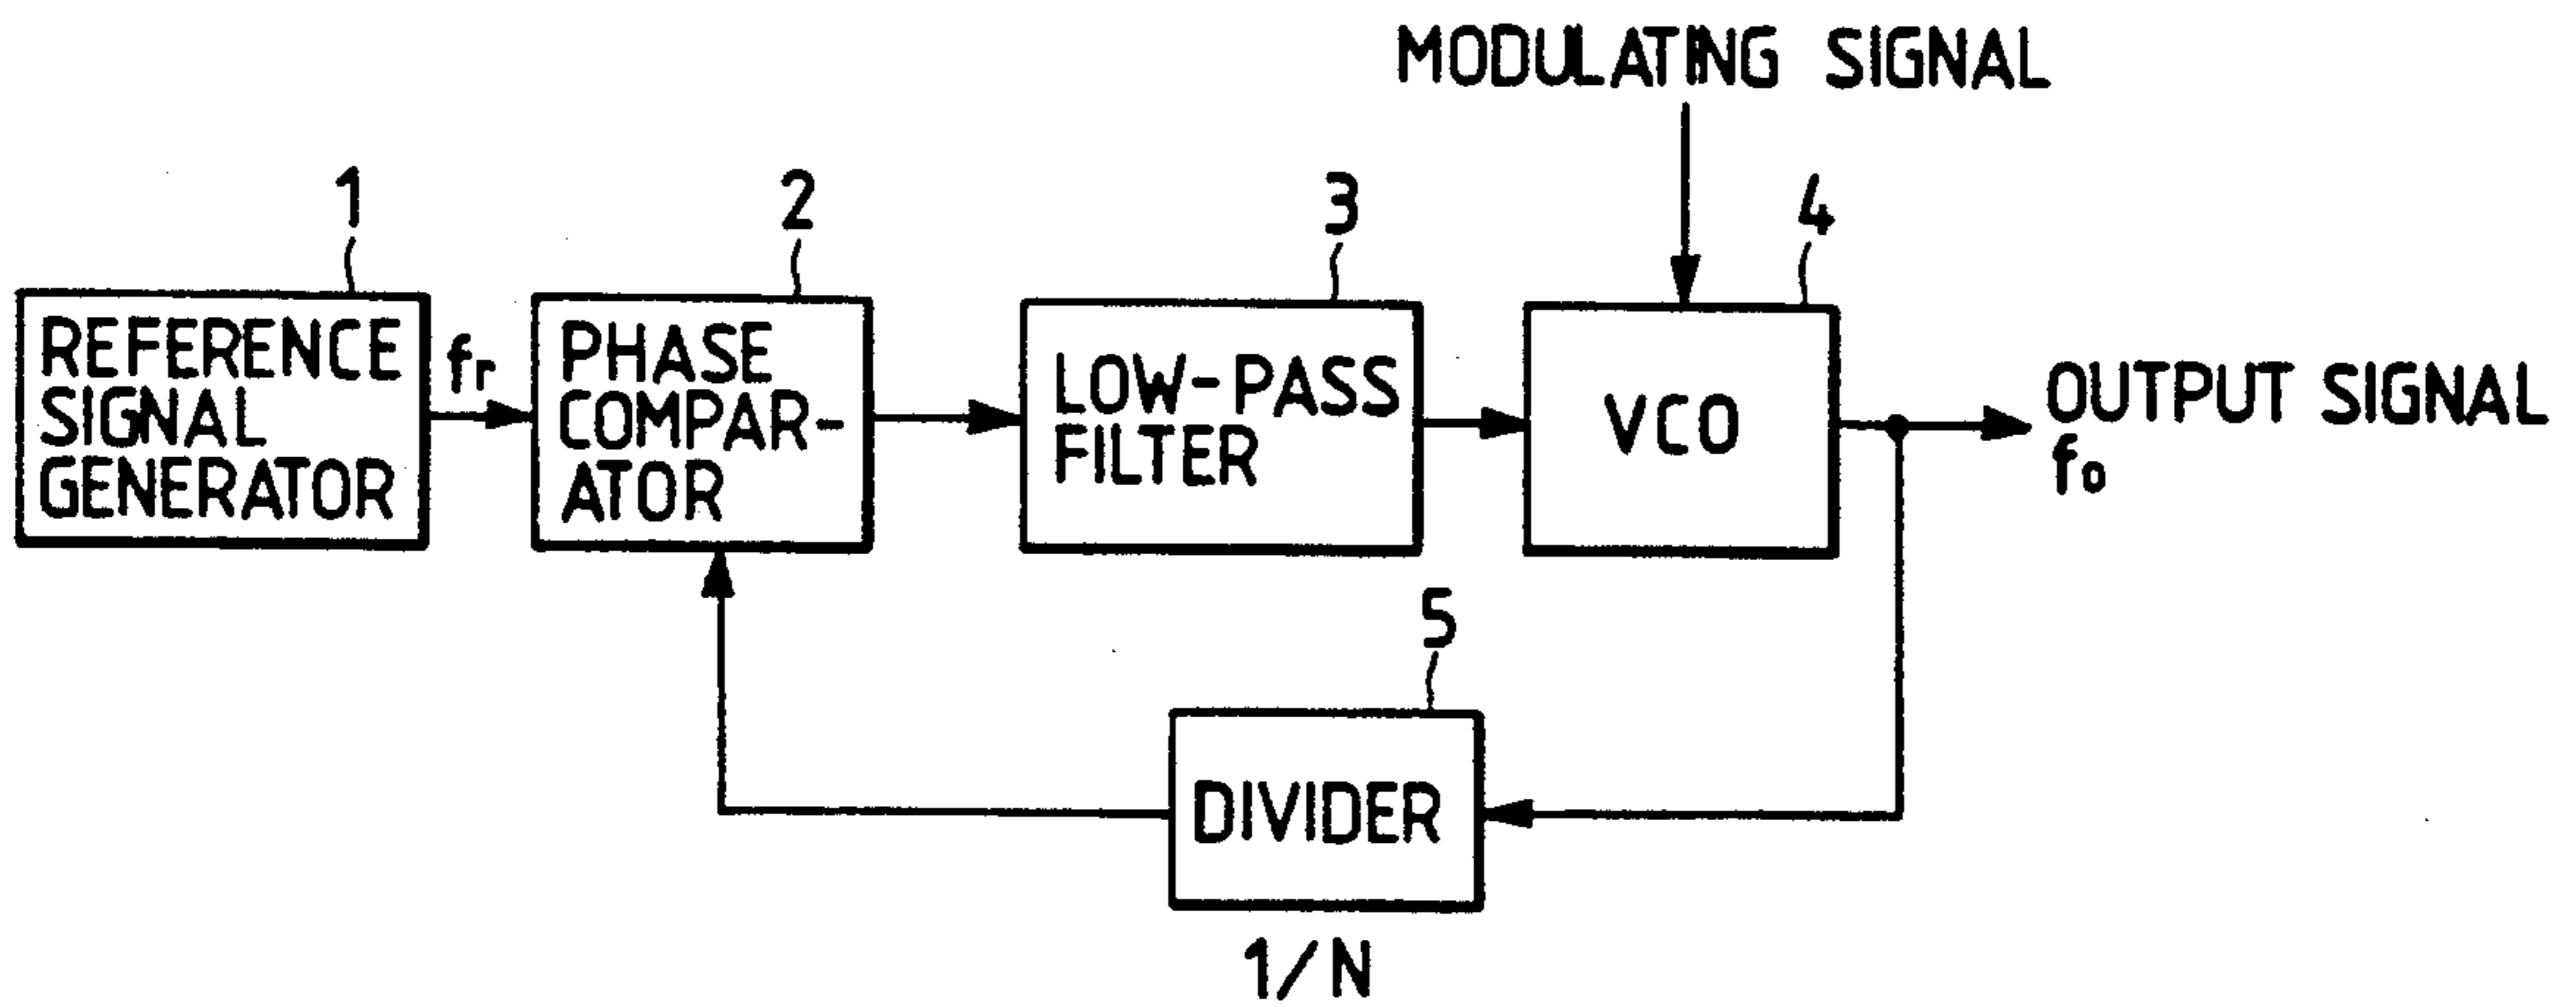 MODULATING SIGNAL
1
2
3
4
REFERENCE
SIGNAL
GENERATOR
fr
PHASE
COMPAR-
ATOR
LOW-PASS
FILTER
VCO
OUTPUT SIGNAL
fo
5
DIVIDER
1/N